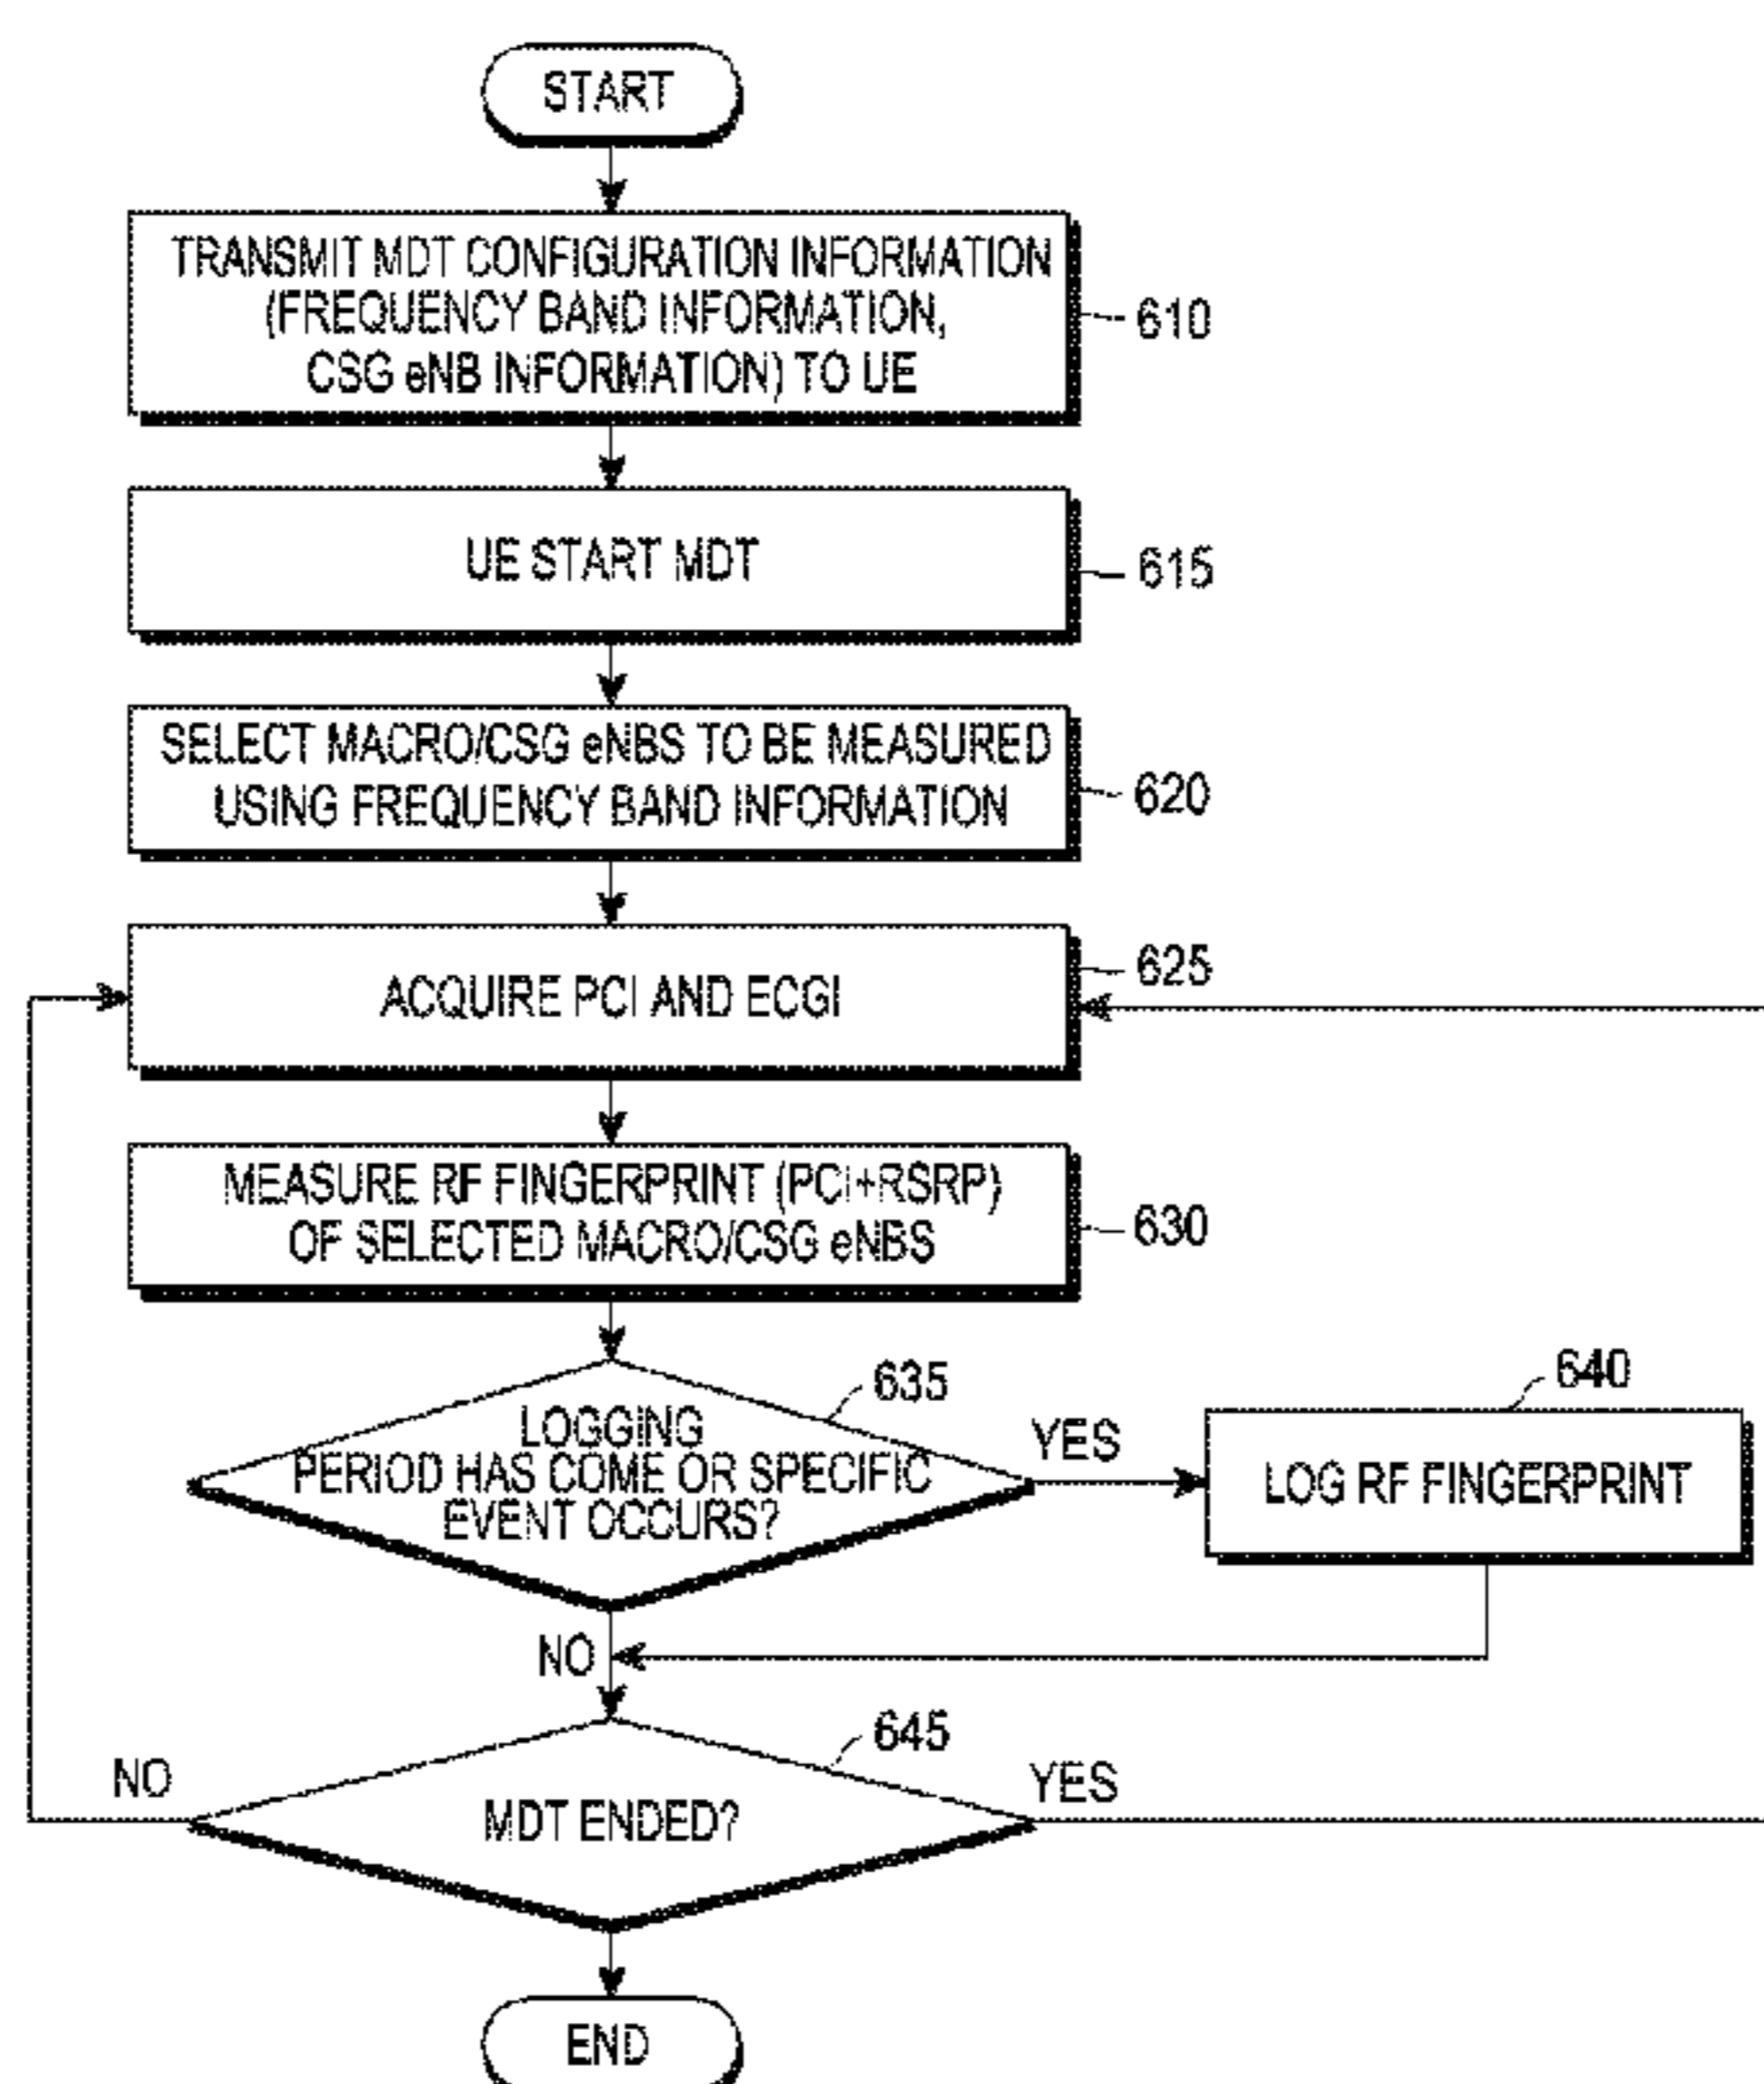 START
TRANSMIT MDT CONFIGURATION INFORMATION
(FREQUENCY BAND INFORMATION,
CSG eNB INFORMATION) TO UE
610
UE START MDT
615
SELECT MACRO/CSG eNBS TO BE MEASURED
USING FREQUENCY BAND INFORMATION
620
ACQUIRE PCI AND ECGI
625
MEASURE RF FINGERPRINT (PCI+RSRP)
OF SELECTED MACRO/CSG eNBS
630
635
LOGGING
PERIOD HAS COME OR SPECIFIC
EVENT OCCURS?
YES
640
LOG RF FINGERPRINT
NO
645
NO
MDT ENDED?
YES
END